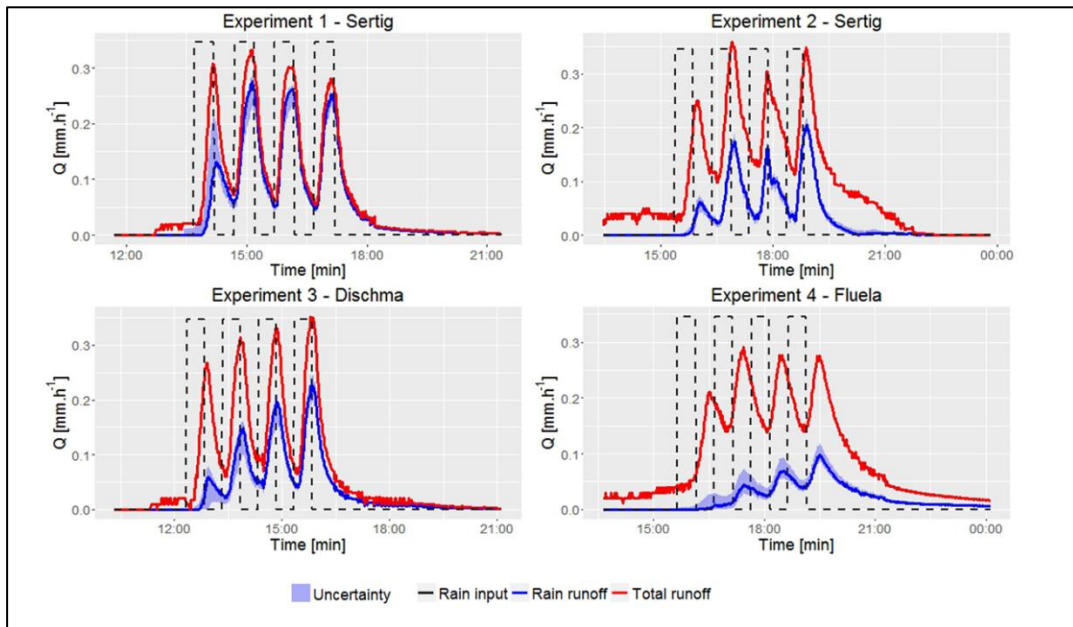 Experiment 1 - Sertig
Q [mm.h-1]
0.3
0.2
0.1
0.0
12:00 15:00 18:00 21:00
Time [min]
Experiment 2 - Sertig
Q [mm.h-1]
0.3
0.2
0.1
0.0
15:00 18:00 21:00 00:00
Time [min]
Experiment 3 - Dischma
Q [mm.h-1]
0.3
0.2
0.1
0.0
12:00 15:00 18:00 21:00
Time [min]
Experiment 4 - Fluela
Q [mm.h-1]
0.3
0.2
0.1
0.0
15:00 18:00 21:00 00:00
Time [min]
Uncertainty Rain input Rain runoff Total runoff